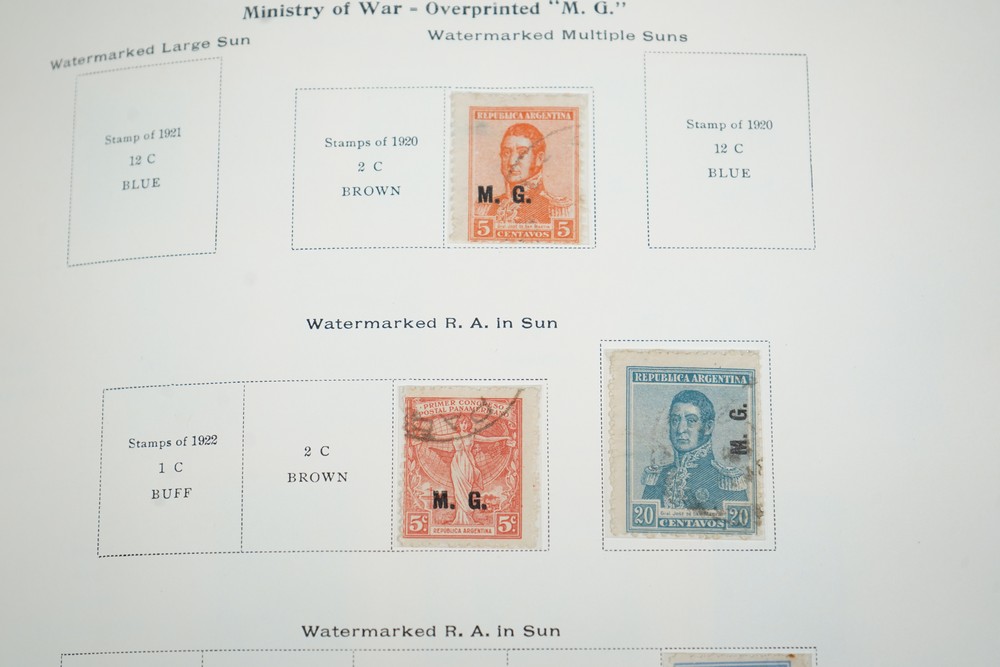 Ministry of War - Overprinted "M. G."
Watermarked Large Sun
Watermarked Multiple Suns
Stamp of 1921
12 C
BLUE
Stamps of 1920
2 C
BROWN
REPUBLICA ARGENTINA
M. G.
5 CENTAVOS 5
Stamp of 1920
12 C
BLUE
Watermarked R. A. in Sun
Stamps of 1922
1 C
BUFF
2 C
BROWN
PRIMER CONGRESO
POSTAL PANAMERICANO
M. G.
5c 5c
REPUBLICA ARGENTINA
REPUBLICA ARGENTINA
M. G.
20 CENTAVOS 20
Watermarked R. A. in Sun